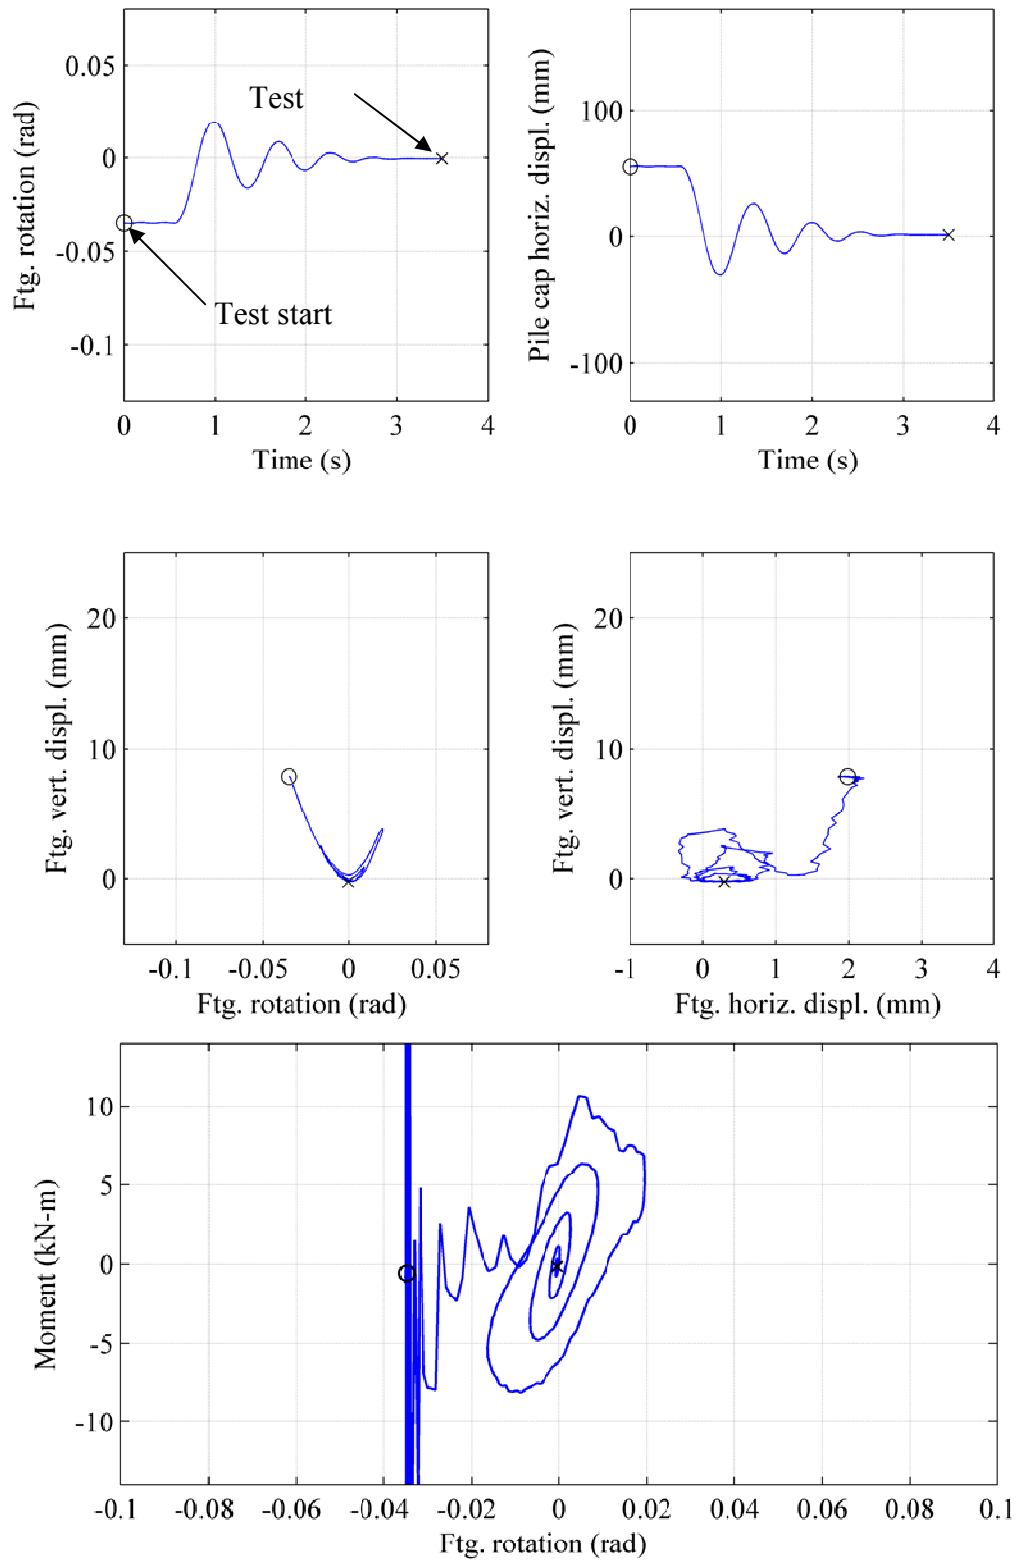 0.05
0
-0.05
-0.1
Ftg. rotation (rad)
Test
Test start
0 1 2 3 4
Time (s)
100
0
-100
Pile cap horiz. displ. (mm)
0 1 2 3 4
Time (s)
20
10
0
Ftg. vert. displ. (mm)
-0.1 -0.05 0 0.05
Ftg. rotation (rad)
20
10
0
Ftg. vert. displ. (mm)
-1 0 1 2 3 4
Ftg. horiz. displ. (mm)
10
5
0
-5
-10
Moment (kN-m)
-0.1 -0.08 -0.06 -0.04 -0.02 0 0.02 0.04 0.06 0.08 0.1
Ftg. rotation (rad)